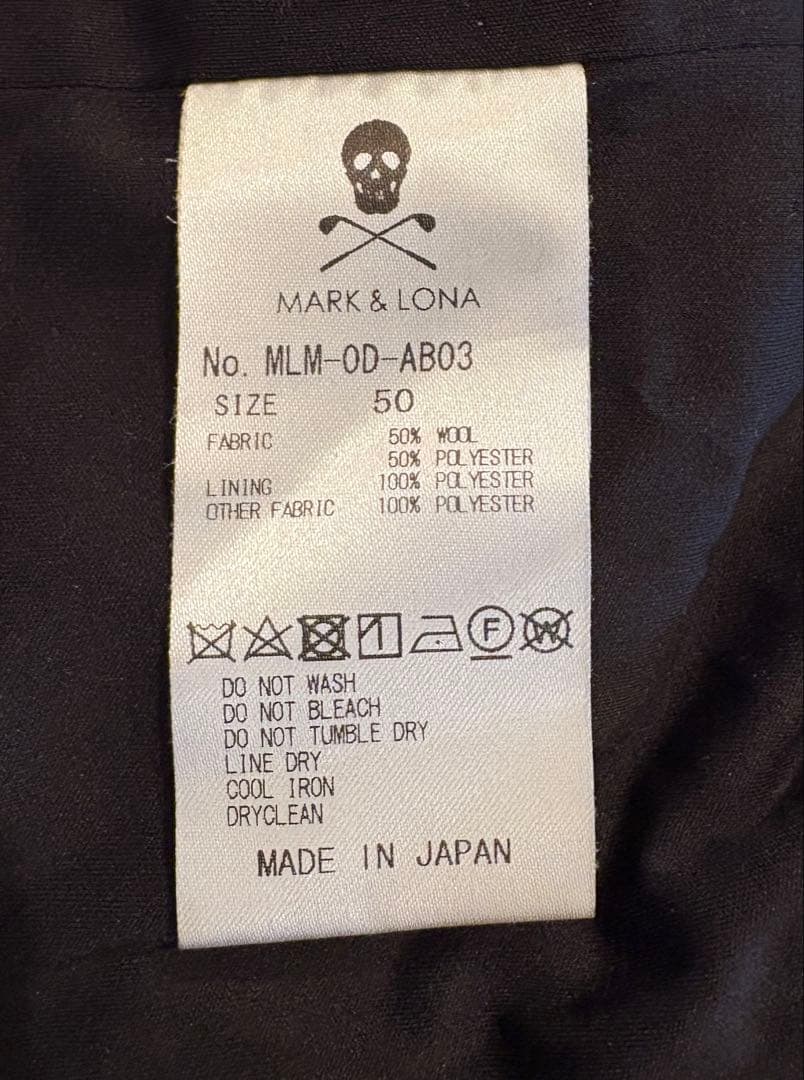 MARK & LONA
No. MLM-OD-AB03
SIZE 50
FABRIC 50% WOOL
50% POLYESTER
LINING 100% POLYESTER
OTHER FABRIC 100% POLYESTER
F W
DO NOT WASH
DO NOT BLEACH
DO NOT TUMBLE DRY
LINE DRY
COOL IRON
DRYCLEAN
MADE IN JAPAN